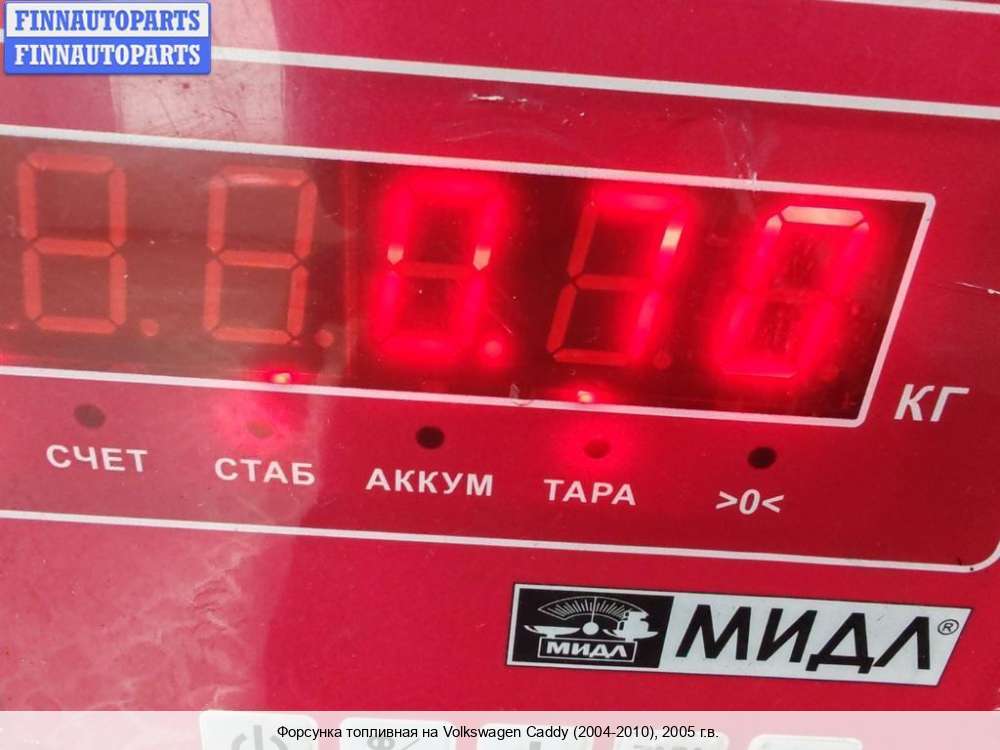 FINNAUTOPARTS
FINNAUTOPARTS
0.70
КГ
СЧЕТ СТАБ АККУМ ТАРА >0<
МИДЛ МИДЛ®
Форсунка топливная на Volkswagen Caddy (2004-2010), 2005 г.в.